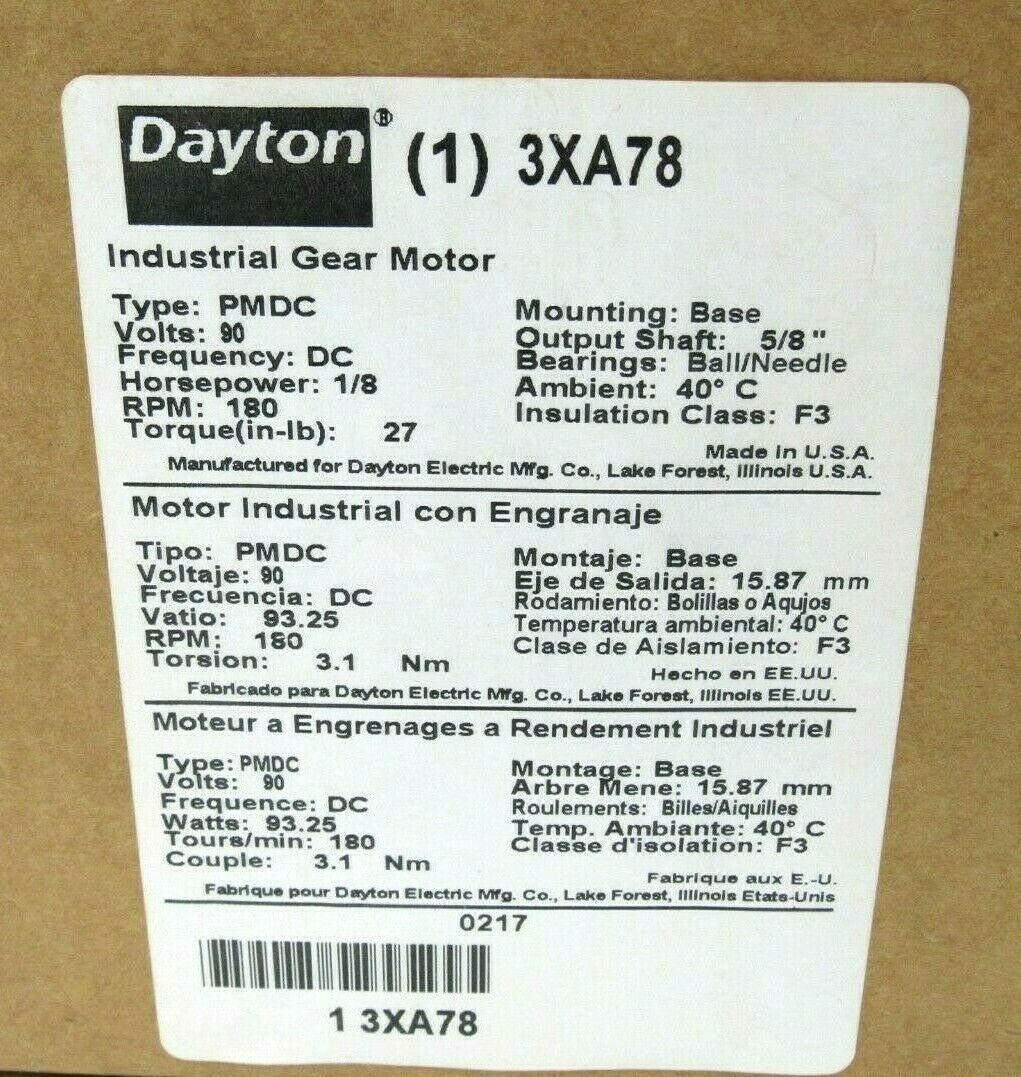 Dayton® (1) 3XA78
Industrial Gear Motor
Type: PMDC
Volts: 90
Frequency: DC
Horsepower: 1/8
RPM: 180
Torque(in-lb): 27
Mounting: Base
Output Shaft: 5/8 "
Bearings: Ball/Needle
Ambient: 40° C
Insulation Class: F3
Made in U.S.A.
Manufactured for Dayton Electric Mfg. Co., Lake Forest, Illinois U.S.A.
Motor Industrial con Engranaje
Tipo: PMDC
Voltaje: 90
Frecuencia: DC
Vatio: 93.25
RPM: 180
Torsion: 3.1 Nm
Montaje: Base
Eje de Salida: 15.87 mm
Rodamiento: Bolillas o Aqujos
Temperatura ambiental: 40° C
Clase de Aislamiento: F3
Hecho en EE.UU.
Fabricado para Dayton Electric Mfg. Co., Lake Forest, Illinois EE.UU.
Moteur a Engrenages a Rendement Industriel
Type: PMDC
Volts: 90
Frequence: DC
Watts: 93.25
Tours/min: 180
Couple: 3.1 Nm
Montage: Base
Arbre Mene: 15.87 mm
Roulements: Billes/Aiquilles
Temp. Ambiante: 40° C
Classe d'isolation: F3
Fabrique aux E.-U.
Fabrique pour Dayton Electric Mfg. Co., Lake Forest, Illinois Etats-Unis
0217
1 3XA78